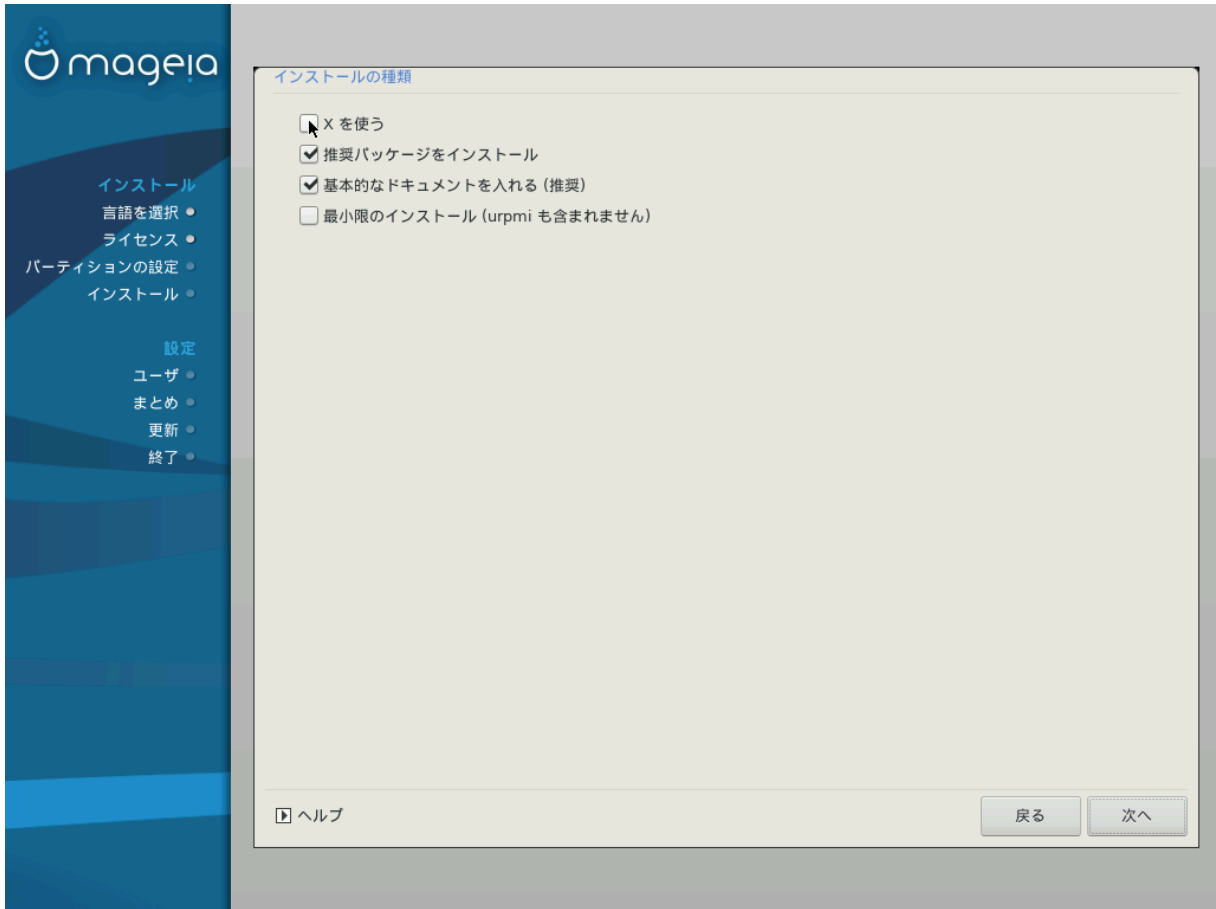 mageia
インストール
言語を選択
ライセンス
パーティションの設定
インストール
設定
ユーザ
まとめ
更新
終了
インストールの種類
X を使う
推奨パッケージをインストール
基本的なドキュメントを入れる (推奨)
最小限のインストール (urpmi も含まれません)
ヘルプ
戻る
次へ